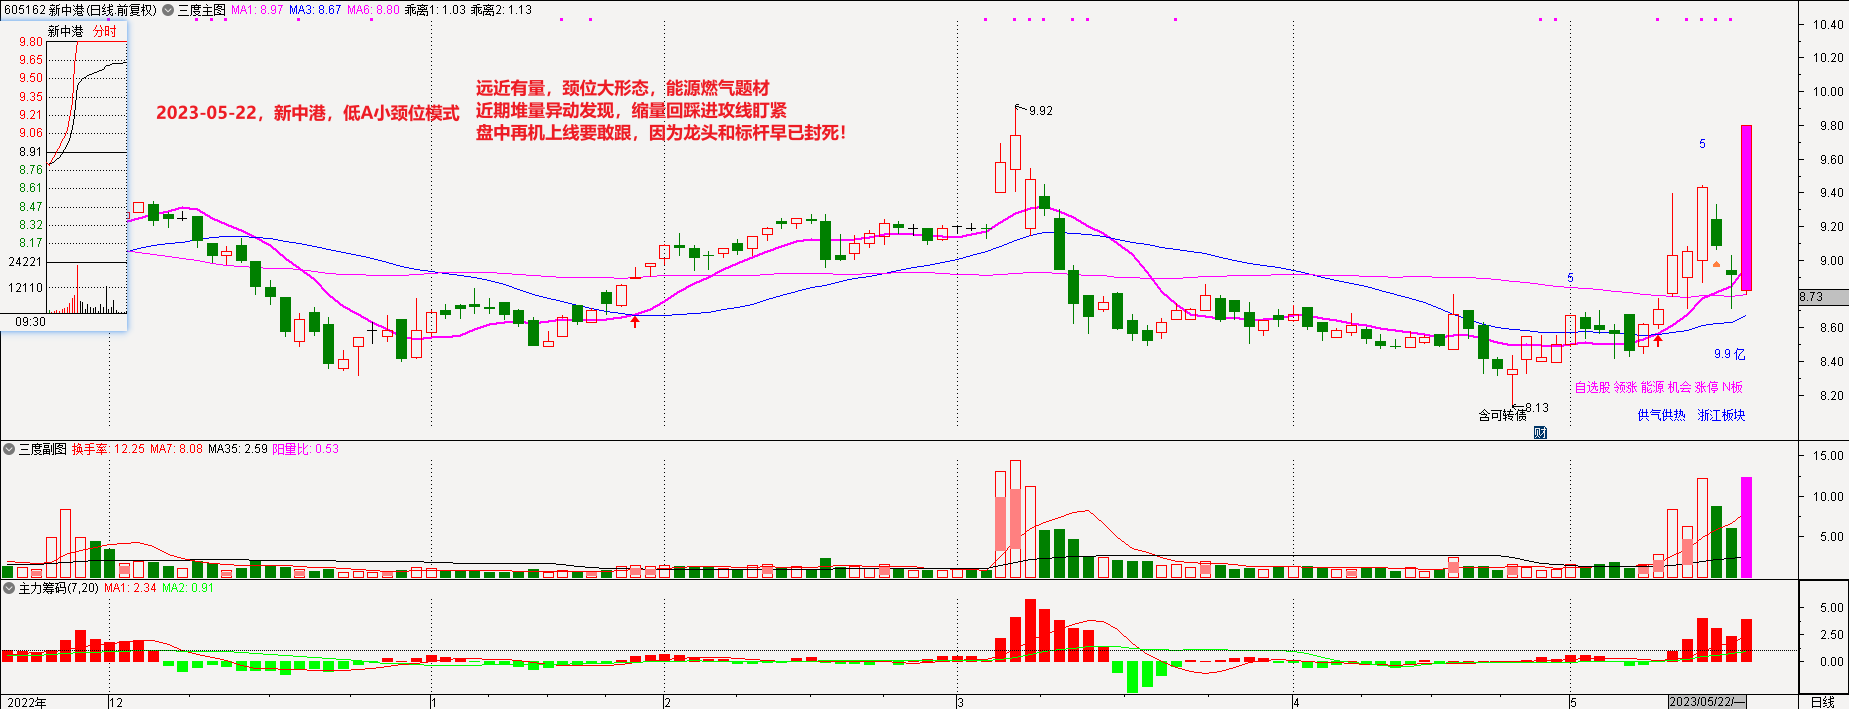 605162 新中港(日线.前复权) 三度主图 MA1: 8.97 MA3: 8.67 MA6: 8.80 乖离1: 1.03 乖离2: 1.13
新中港 分时
9.80
9.65
9.50
9.35
9.21
9.06
8.91
8.76
8.61
8.47
8.32
8.17
24221
12110
09:30
2023-05-22，新中港，低A小颈位模式
远近有量，颈位大形态，能源燃气题材
近期堆量异动发现，缩量回踩进攻线盯紧
盘中再机上线要敢跟，因为龙头和标杆早已封死！
9.92
5
5
8.13
含可转债
财
9.9 亿
自选股 领涨 能源 机会 涨停 N板
供气供热 浙江板块
10.40
10.20
10.00
9.80
9.60
9.40
9.20
9.00
8.73
8.60
8.40
8.20
三度副图 换手率: 12.25 MA7: 8.08 MA35: 2.59 阳量比: 0.53
15.00
10.00
5.00
主力筹码(7,20) MA1: 2.34 MA2: 0.91
5.00
2.50
0.00
2022年 12 1 2 3 4 5 2023/05/22/一 日线